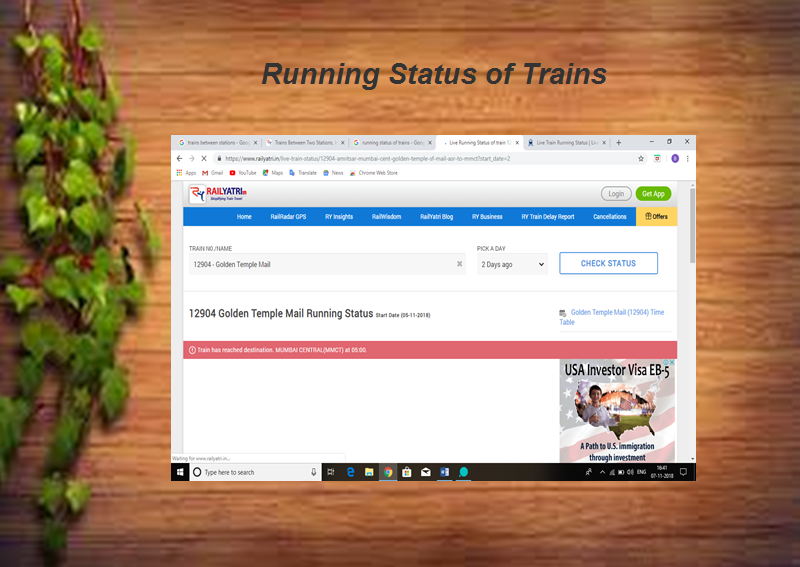 Running Status of Trains
trains between stations - Goog
Trains Between Two Stations,
running status of trains - Goog
Live Running Status of train 12
Live Train Running Status | Live
https://www.railyatri.in/live-train-status/12904-amritsar-mumbai-cent-golden-temple-of-mail-asr-to-mmct?start_date=2
Apps Gmail YouTube Maps Translate News Chrome Web Store
RAILYATRI.in
Simplifying Train Travel
Login Get App
Home RailRadar GPS RY Insights RailWisdom RailYatri Blog RY Business RY Train Delay Report Cancellations Offers
TRAIN NO./NAME PICK A DAY
12904 - Golden Temple Mail 2 Days ago CHECK STATUS
12904 Golden Temple Mail Running Status Start Date (05-11-2018)
Golden Temple Mail (12904) Time
Table
Train has reached destination. MUMBAI CENTRAL(MMCT) at 05:00.
USA Investor Visa EB-5
A Path to U.S. immigration
through investment
Waiting for www.railyatri.in...
Type here to search
ENG
16:41
07-11-2018